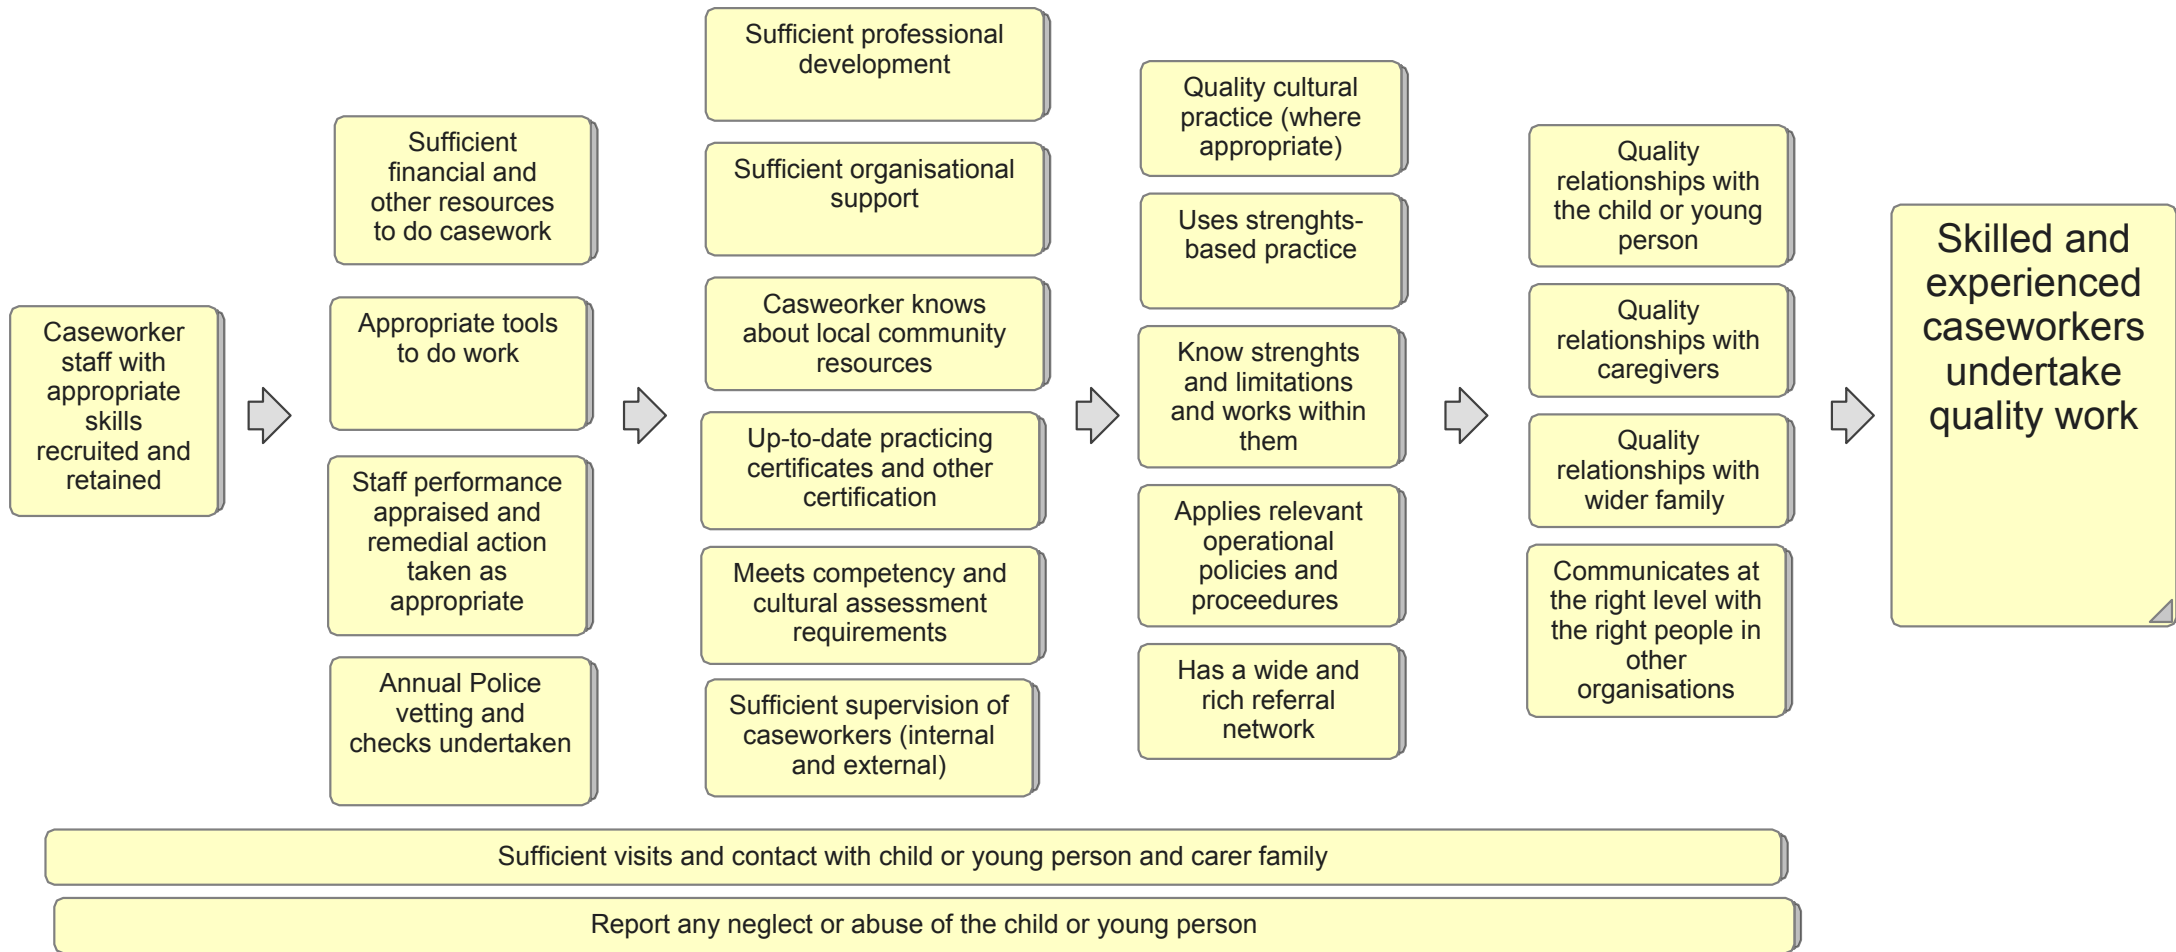 Caseworker
staff with
appropriate
skills
recruited and
retained
Sufficient
financial and
other resources
to do casework
Appropriate tools
to do work
Staff performance
appraised and
remedial action
taken as
appropriate
Annual Police
vetting and
checks undertaken
Sufficient professional
development
Sufficient organisational
support
Casweorker knows
about local community
resources
Up-to-date practicing
certificates and other
certification
Meets competency and
cultural assessment
requirements
Sufficient supervision of
caseworkers (internal
and external)
Quality cultural
practice (where
appropriate)
Uses strenghts-
based practice
Know strenghts
and limitations
and works within
them
Applies relevant
operational
policies and
proceedures
Has a wide and
rich referral
network
Quality
relationships with
the child or young
person
Quality
relationships with
caregivers
Quality
relationships with
wider family
Communicates at
the right level with
the right people in
other
organisations
Skilled and
experienced
caseworkers
undertake
quality work
Sufficient visits and contact with child or young person and carer family
Report any neglect or abuse of the child or young person